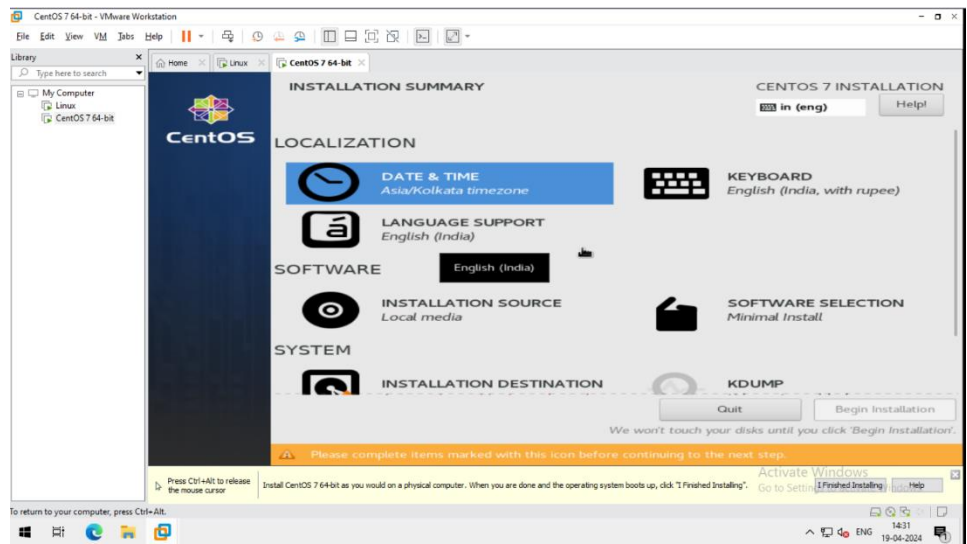 CentOS 7 64-bit - VMware Workstation
File Edit View VM Tabs Help
Library
Type here to search
My Computer
Linux
CentOS 7 64-bit
Home
Linux
CentOS 7 64-bit
CentOS
INSTALLATION SUMMARY
CENTOS 7 INSTALLATION
in (eng)
Help!
LOCALIZATION
DATE & TIME
Asia/Kolkata timezone
KEYBOARD
English (India, with rupee)
LANGUAGE SUPPORT
English (India)
English (India)
SOFTWARE
INSTALLATION SOURCE
Local media
SOFTWARE SELECTION
Minimal Install
SYSTEM
INSTALLATION DESTINATION
KDUMP
Quit
Begin Installation
We won't touch your disks until you click 'Begin Installation'.
Please complete items marked with this icon before continuing to the next step.
Press Ctrl+Alt to release
the mouse cursor
Install CentOS 7 64-bit as you would on a physical computer. When you are done and the operating system boots up, click "I Finished Installing".
Activate Windows
Go to Settings
I Finished Installing
Help
To return to your computer, press Ctrl+Alt.
ENG
14:31
19-04-2024
1